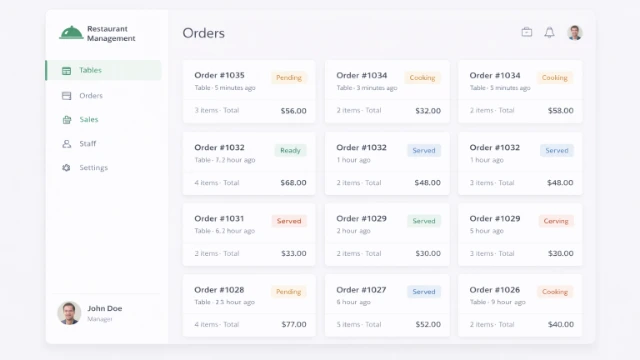 Restaurant
Management
Tables
Orders
Sales
Staff
Settings
John Doe
Manager
Orders
Order #1035
Pending
Table · 5 minutes ago
3 items · Total
$56.00
Order #1034
Cooking
Table · 3 minutes ago
2 items · Total
$32.00
Order #1034
Cooking
Table · 5 minutes ago
2 items · Total
$58.00
Order #1032
Ready
Table · 7.2 hour ago
4 items · Total
$68.00
Order #1032
Served
1 hour ago
2 items · Total
$48.00
Order #1032
Served
1 hour ago
3 items · Total
$48.00
Order #1031
Served
Table · 6.2 hour ago
2 items · Total
$33.00
Order #1029
Served
2 hour ago
2 items · Total
$30.00
Order #1029
Cerving
5 hour ago
3 items · Total
$30.00
Order #1028
Pending
Table · 2.5 hour ago
4 items · Total
$77.00
Order #1027
Served
6 hour ago
5 items · Total
$52.00
Order #1026
Cooking
Table · 9 hour ago
2 items · Total
$40.00